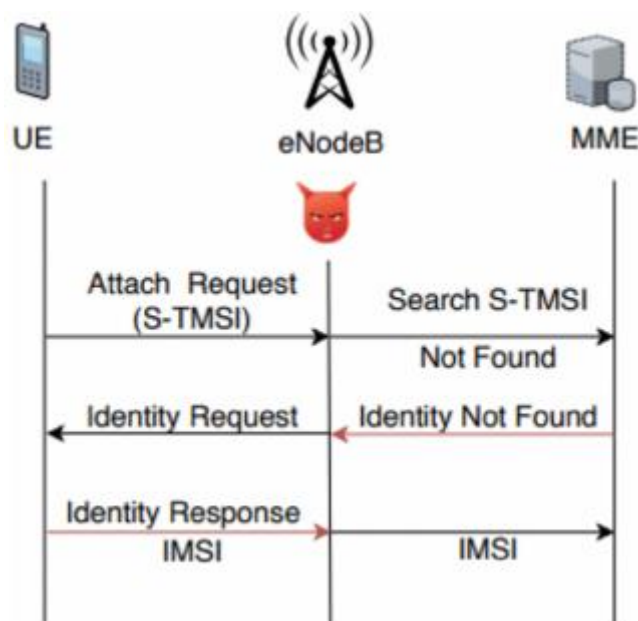 UE
eNodeB
MME
Attach Request
(S-TMSI)
Search S-TMSI
Not Found
Identity Request
Identity Not Found
Identity Response
IMSI
IMSI